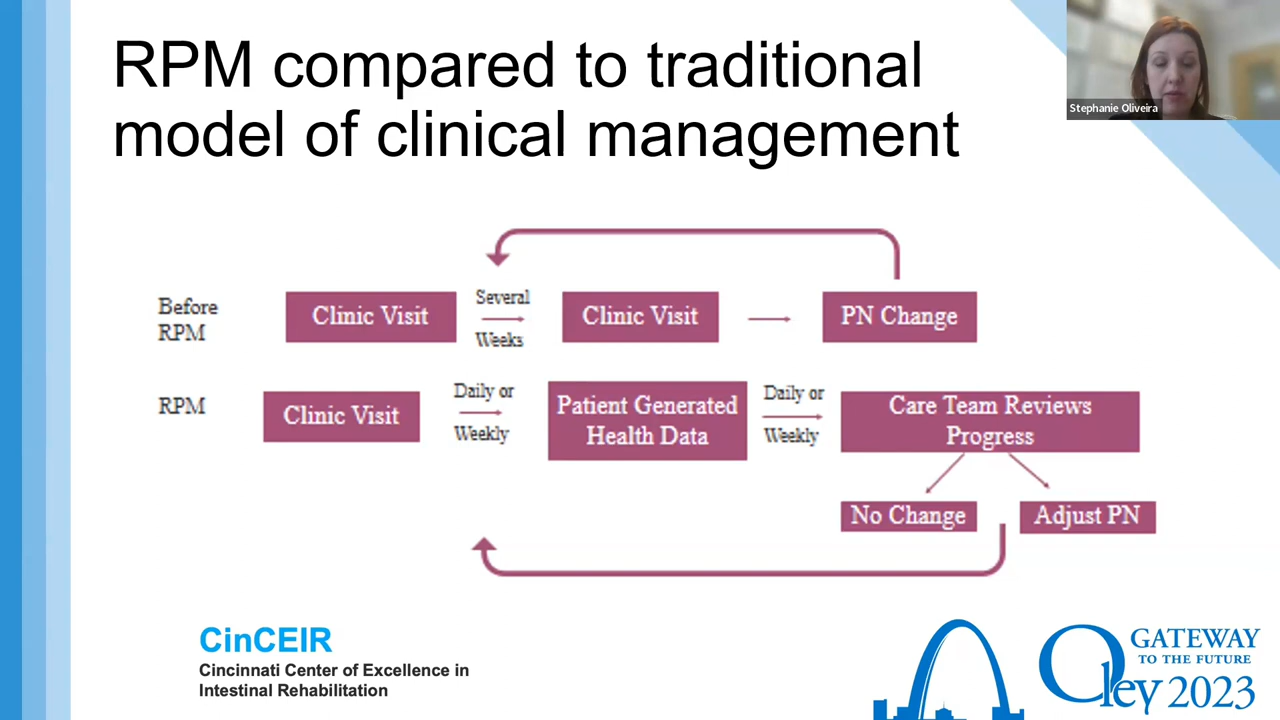 RPM compared to traditional
model of clinical management
Stephanie Oliveira
Before
RPM
Clinic Visit
Several
Weeks
Clinic Visit
PN Change
RPM
Clinic Visit
Daily or
Weekly
Patient Generated
Health Data
Daily or
Weekly
Care Team Reviews
Progress
No Change
Adjust PN
CinCEIR
Cincinnati Center of Excellence in
Intestinal Rehabilitation
GATEWAY
TO THE FUTURE
Oley 2023